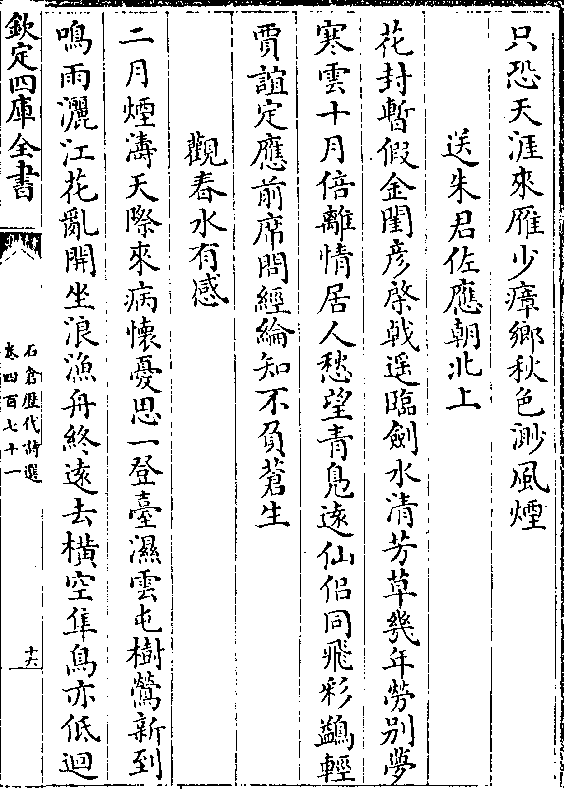 只恐天涯來雁少瘴鄉秋色渺風煙
送朱君佐應朝北上
花封暫假金閨彦棨戟遥臨劍水清芳草幾年勞别夢
寒雲十月倍離情居人愁望青鳬遠仙侣同飛彩鷁輕
賈誼定應前席問經綸知不負蒼生
觀春水有感
二月煙濤天際來病懷憂思一登臺濕雲屯樹鶯新到
鳴雨灑江花亂開坐浪漁舟終遠去横空隼鳥亦低迴
欽定四庫全書
石倉歷代詩選
卷四百七十一
十六